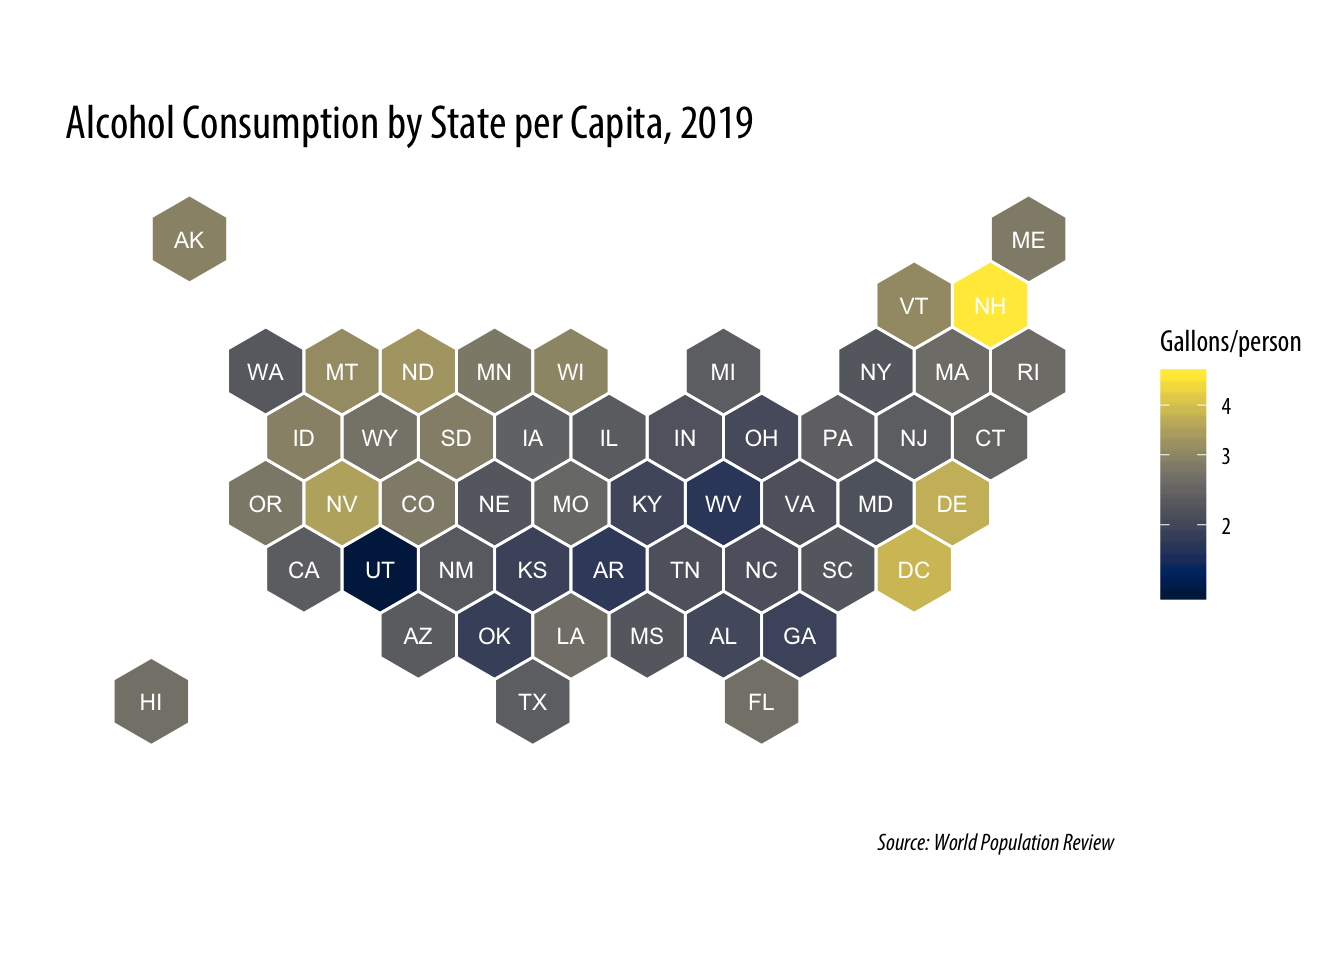 Alcohol Consumption by State per Capita, 2019
AK ME
VT NH
WA MT ND MN WI MI NY MA RI
ID WY SD IA IL IN OH PA NJ CT
OR NV CO NE MO KY WV VA MD DE
CA UT NM KS AR TN NC SC DC
AZ OK LA MS AL GA
HI TX FL
Gallons/person
4
3
2
Source: World Population Review